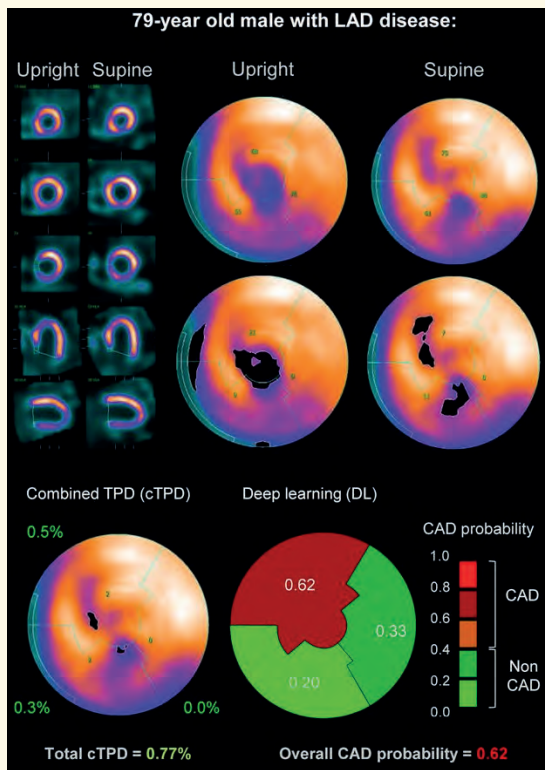 79-year old male with LAD disease:
Upright Supine Upright Supine
Combined TPD (cTPD) Deep learning (DL)
CAD probability
0.5%
0.3%
0.0%
0.62
0.33
0.20
1.0
0.8
0.6
0.4
0.2
0.0
CAD
Non
CAD
Total cTPD = 0.77% Overall CAD probability = 0.62